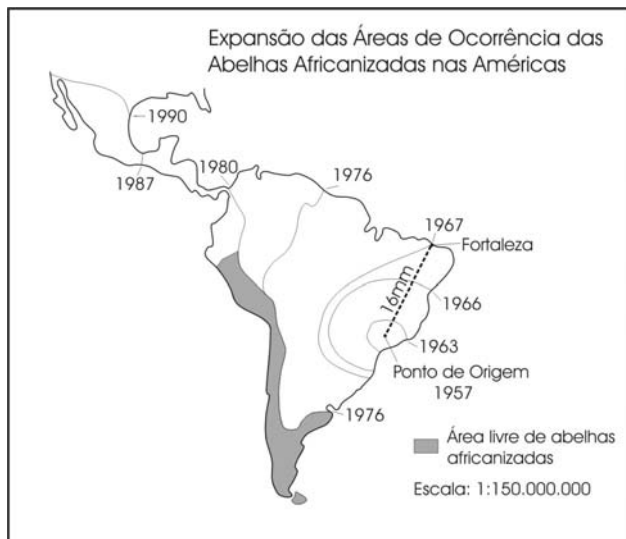 Expansão das Áreas de Ocorrência das
Abelhas Africanizadas nas Américas
1990
1987
1980
1976
1967
Fortaleza
16mm
1966
1963
Ponto de Origem
1957
1976
Área livre de abelhas
africanizadas
Escala: 1:150.000.000